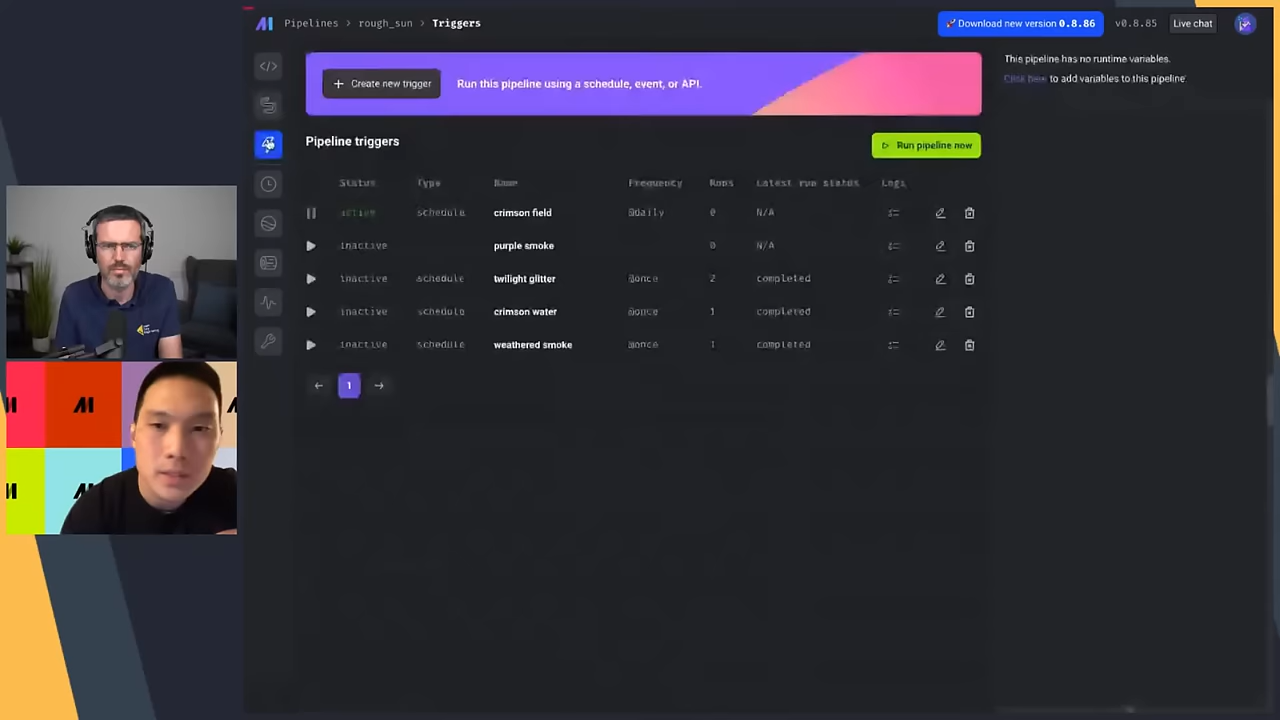 Pipelines > rough_sun > Triggers
Download new version 0.8.86
v0.8.85
Live chat
+ Create new trigger
Run this pipeline using a schedule, event, or API!.
This pipeline has no runtime variables.
Click here to add variables to this pipeline
Pipeline triggers
Run pipeline now
Status Type Name Frequency Runs Latest run status Logs
active schedule crimson field @daily 0 N/A
inactive purple smoke 0 N/A
inactive schedule twilight glitter @once 2 completed
inactive schedule crimson water @once 1 completed
inactive schedule weathered smoke @once 1 completed
1